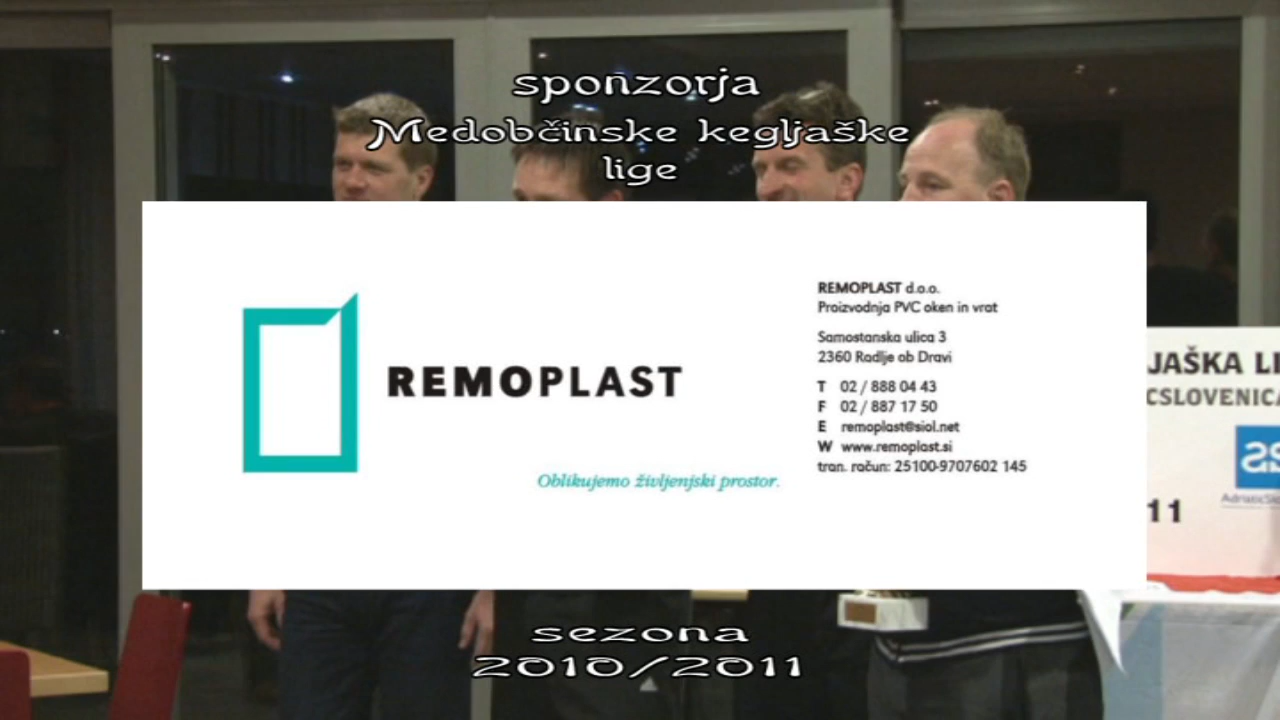 sponzorja
Medobčinske kegljaške
lige
REMOPLAST d.o.o.
Proizvodnja PVC oken in vrat
Samostanska ulica 3
2360 Radlje ob Dravi
T 02 / 888 04 43
F 02 / 887 17 50
E remoplast@siol.net
W www.remoplast.si
tran. račun: 25100-9707602 145
REMOPLAST
Oblikujemo življenjski prostor.
JAŠKA LI
CSLOVENICA
11
sezona
2010/2011